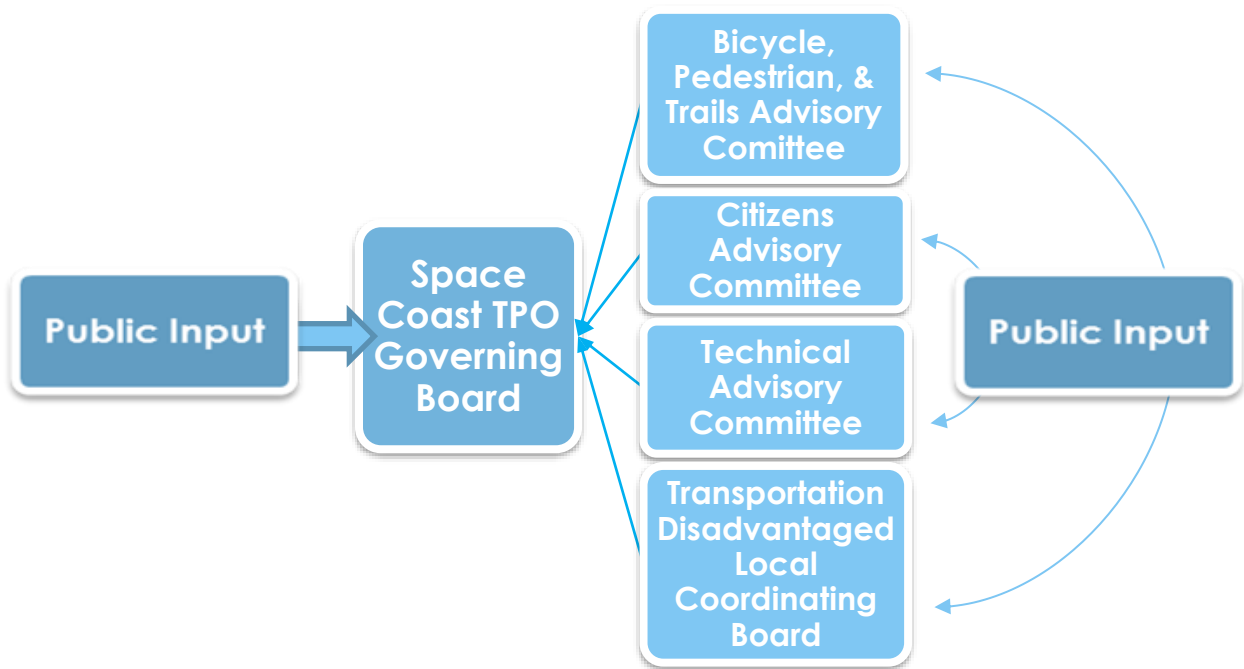 Public Input
Space
Coast TPO
Governing
Board
Bicycle,
Pedestrian, &
Trails Advisory
Comittee
Citizens
Advisory
Committee
Technical
Advisory
Committee
Transportation
Disadvantaged
Local
Coordinating
Board
Public Input